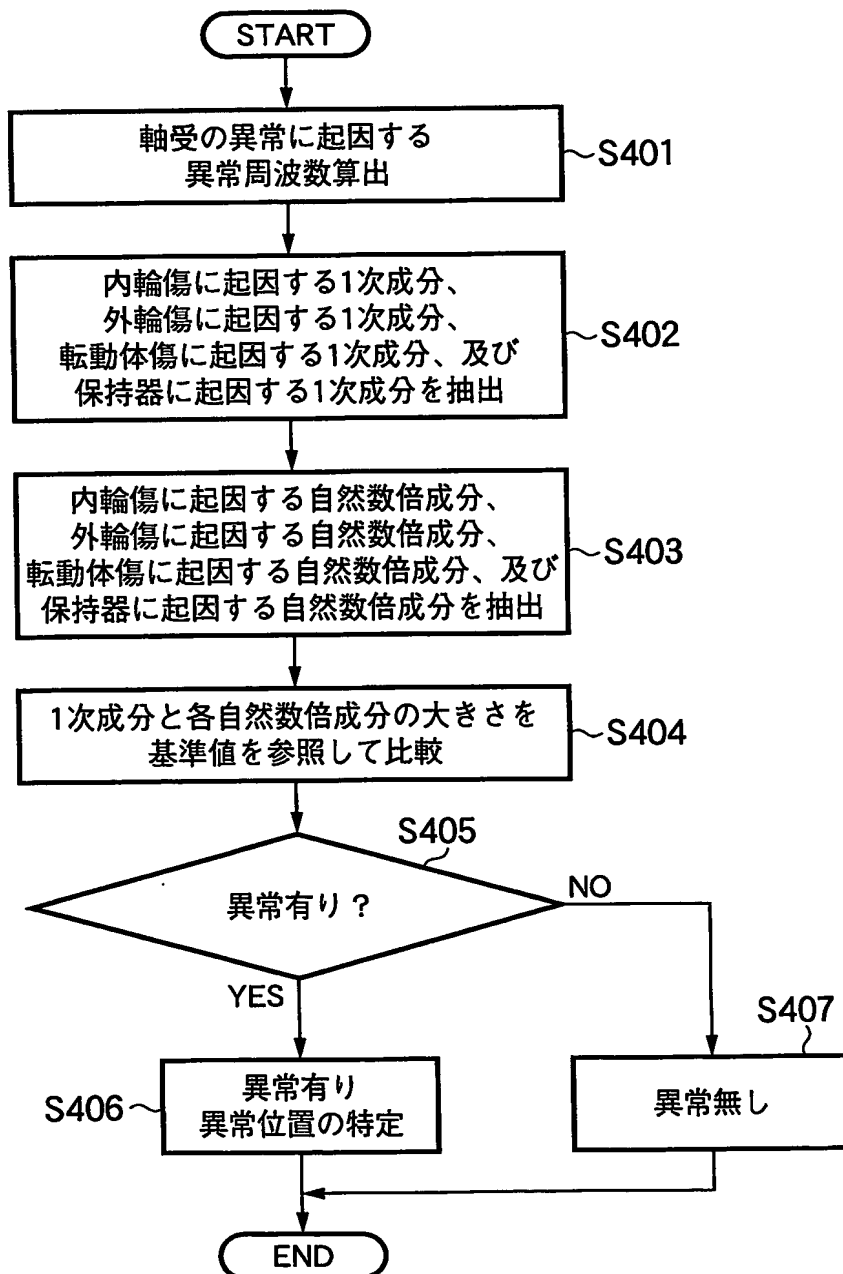 START
軸受の異常に起因する
異常周波数算出
S401
内輪傷に起因する1次成分、
外輪傷に起因する1次成分、
転動体傷に起因する1次成分、及び
保持器に起因する1次成分を抽出
S402
内輪傷に起因する自然数倍成分、
外輪傷に起因する自然数倍成分、
転動体傷に起因する自然数倍成分、及び
保持器に起因する自然数倍成分を抽出
S403
1次成分と各自然数倍成分の大きさを
基準値を参照して比較
S404
S405
異常有り？
NO
YES
S407
S406
異常有り
異常位置の特定
異常無し
END